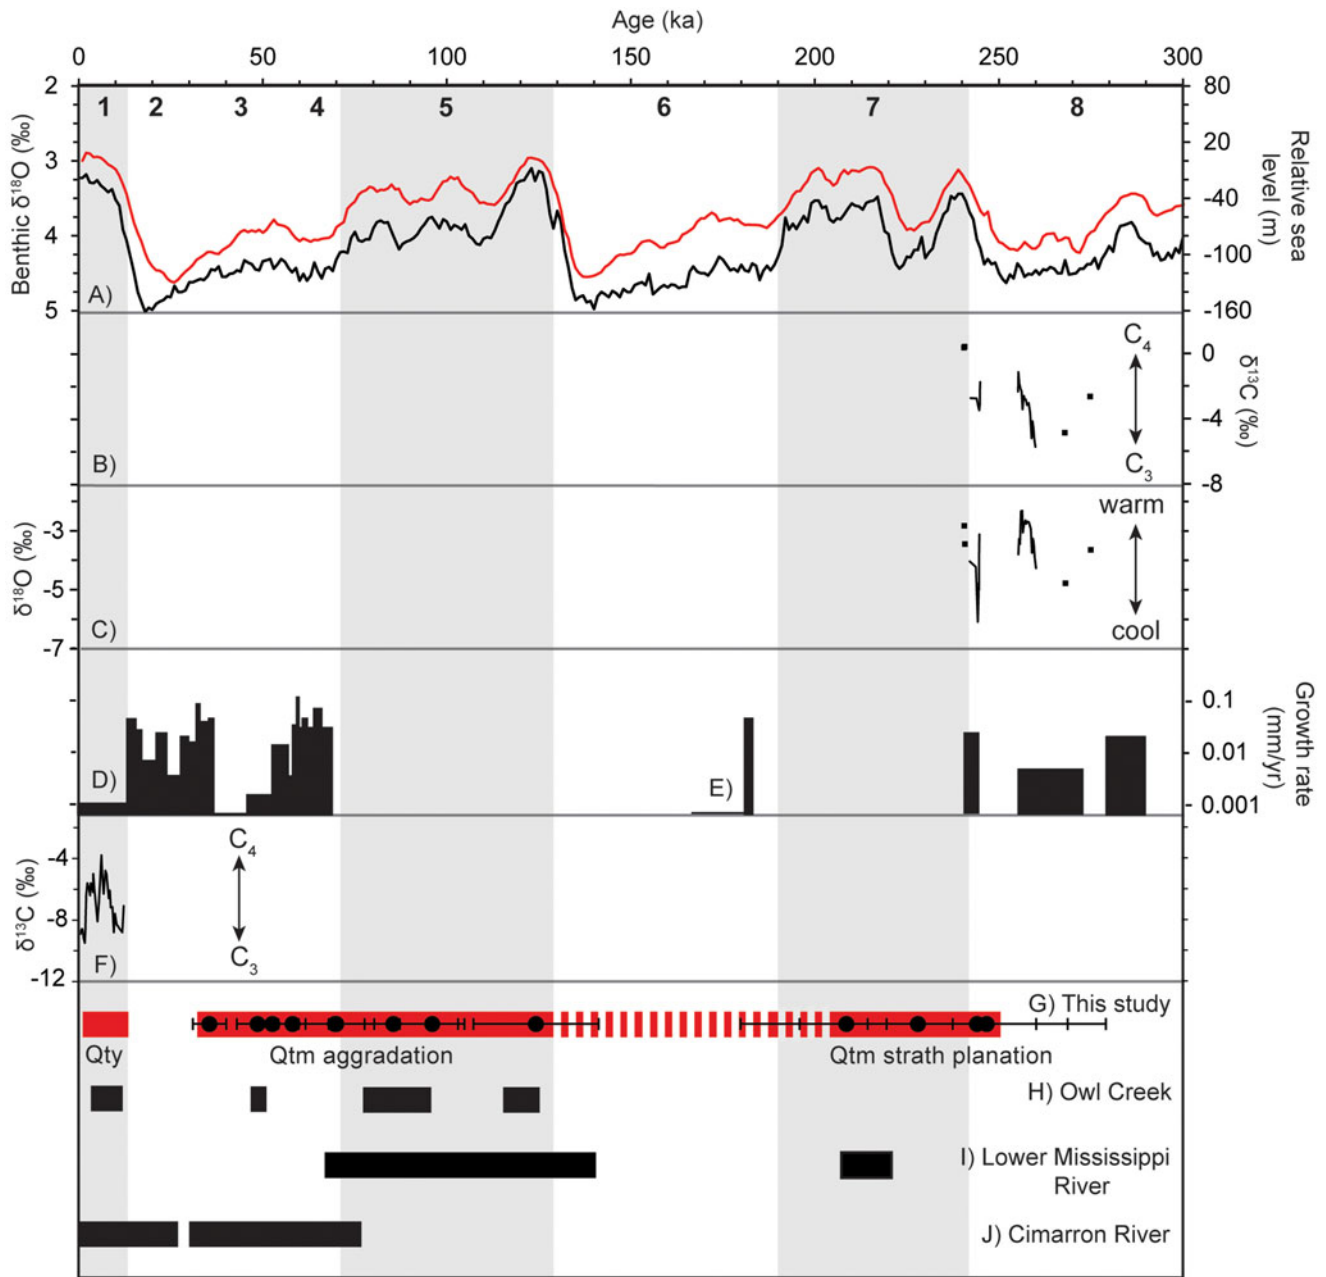 Age (ka)
0 50 100 150 200 250 300
1 2 3 4 5 6 7 8
Benthic δ¹⁸O (‰)
2
3
4
5
80
20
-40
-100
-160
Relative sea
level (m)
A)
C₄
C₃
0
-4
-8
δ¹³C (‰)
B)
δ¹⁸O (‰)
-3
-5
-7
warm
cool
C)
D)
E)
0.1
0.01
0.001
Growth rate
(mm/yr)
δ¹³C (‰)
-4
-8
-12
C₄
C₃
F)
G) This study
Qty
Qtm aggradation
Qtm strath planation
H) Owl Creek
I) Lower Mississippi
River
J) Cimarron River